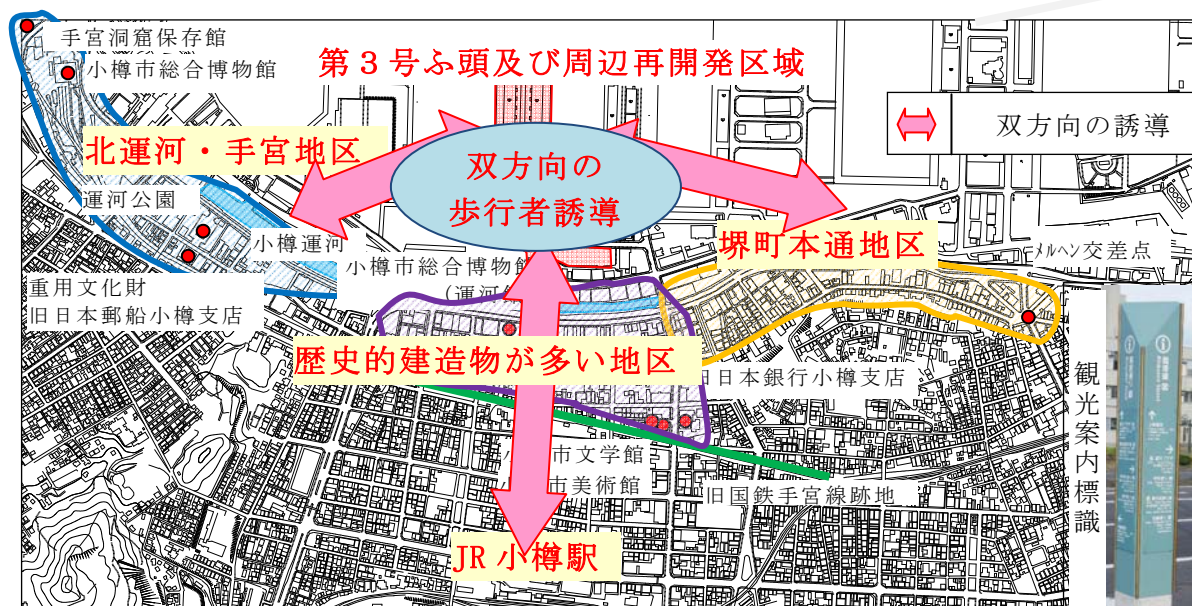 手宮洞窟保存館
小樽市総合博物館
第3号ふ頭及び周辺再開発区域
双方向の誘導
北運河・手宮地区
双方向の
歩行者誘導
運河公園
小樽運河
堺町本通地区
メルヘン交差点
小樽市総合博物館
重用文化財
旧日本郵船小樽支店
歴史的建造物が多い地区
旧日本銀行小樽支店
観光案内標識
市文学館
市美術館
旧国鉄手宮線跡地
JR小樽駅